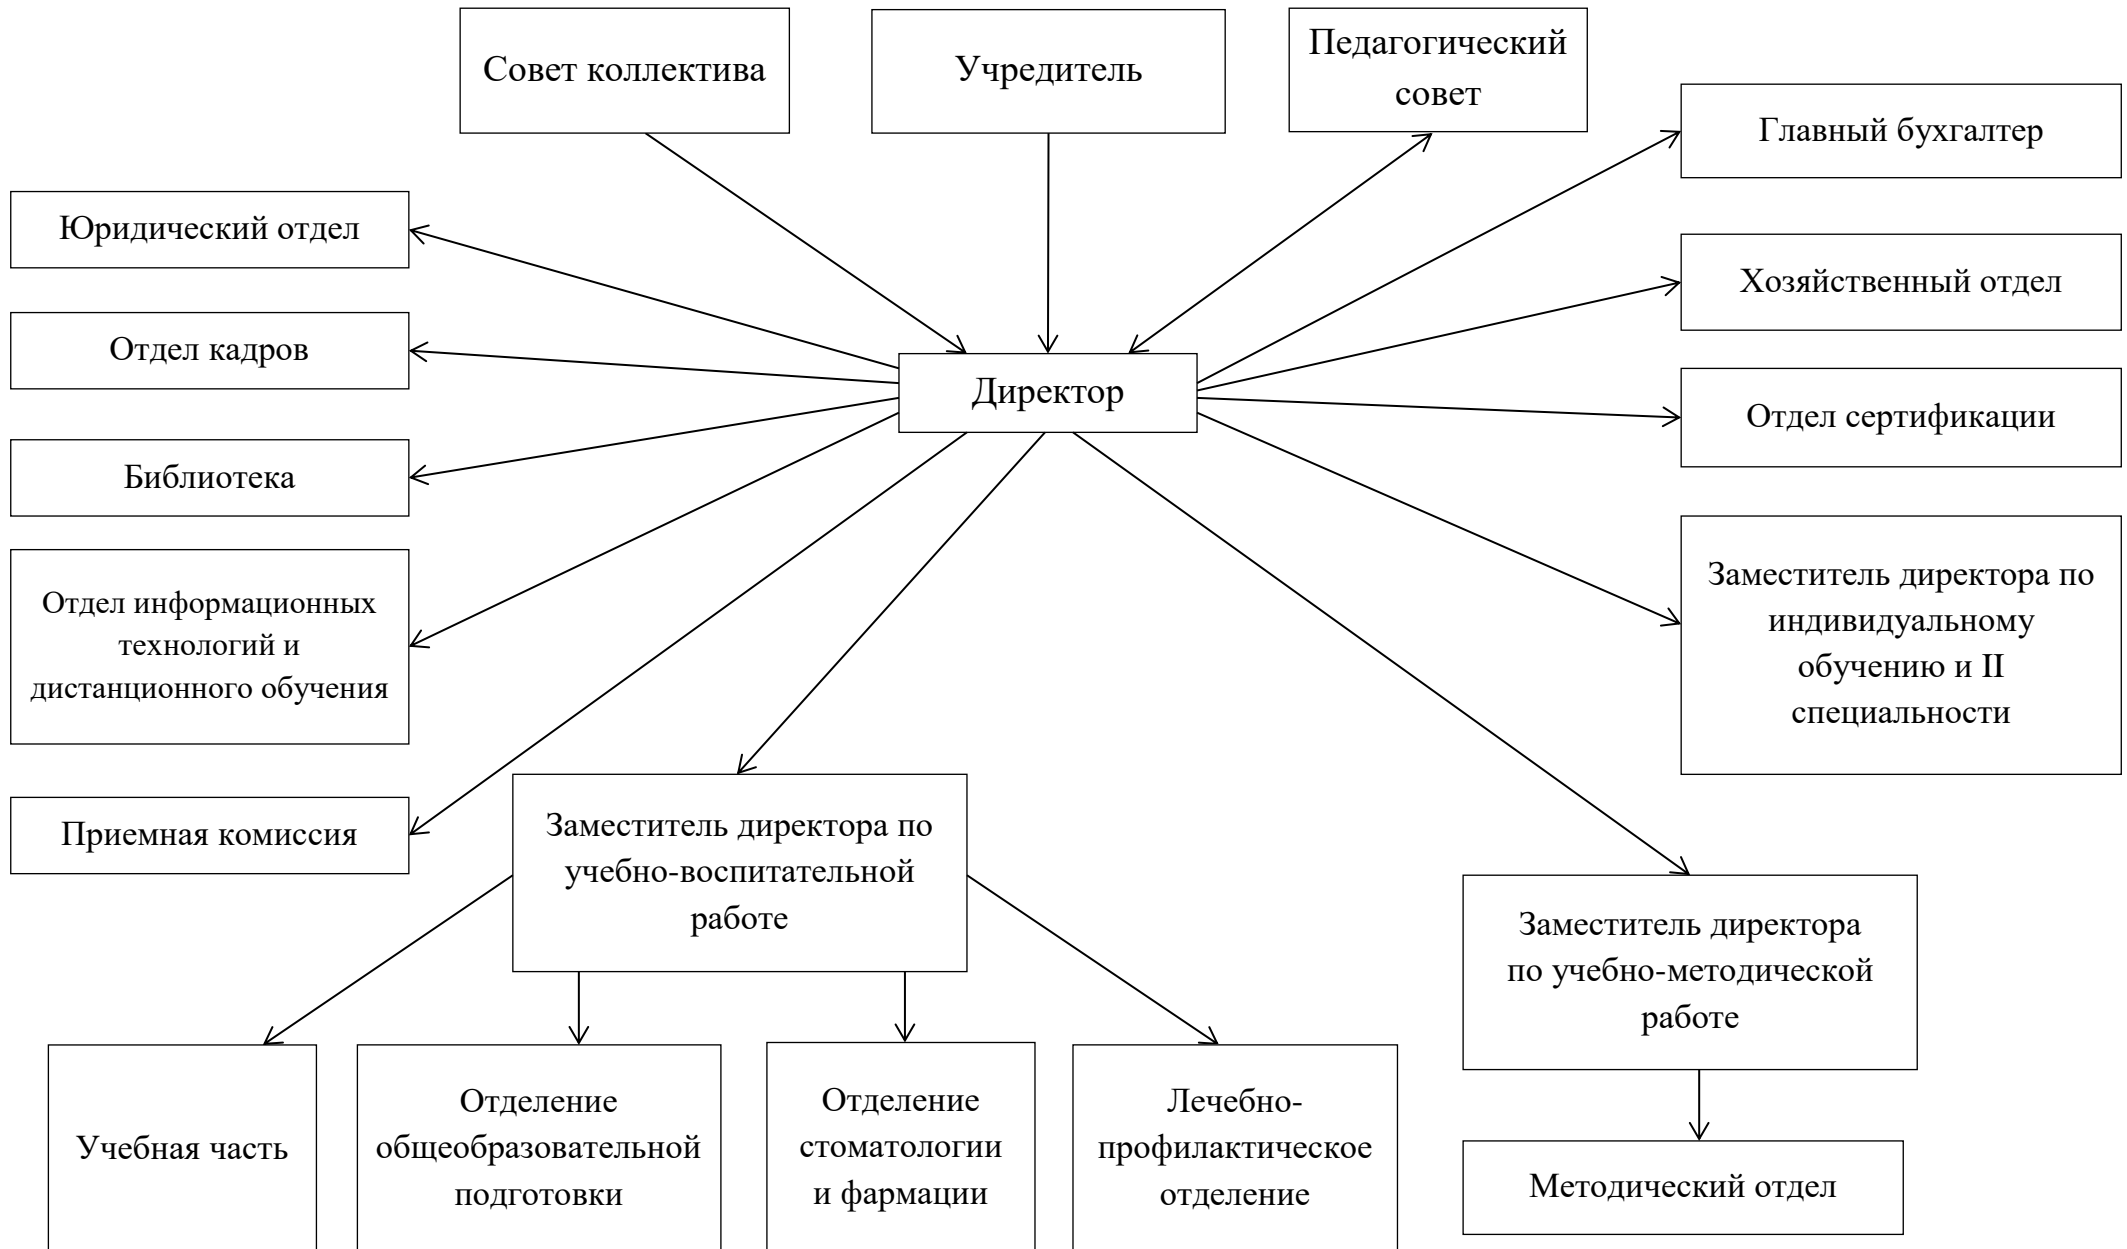 Совет коллектива
Учредитель
Педагогический
совет
Главный бухгалтер
Юридический отдел
Хозяйственный отдел
Отдел кадров
Директор
Отдел сертификации
Библиотека
Отдел информационных
технологий и
дистанционного обучения
Заместитель директора по
индивидуальному
обучению и II
специальности
Приемная комиссия
Заместитель директора по
учебно-воспитательной
работе
Заместитель директора
по учебно-методической
работе
Учебная часть
Отделение
общеобразовательной
подготовки
Отделение
стоматологии
и фармации
Лечебно-
профилактическое
отделение
Методический отдел